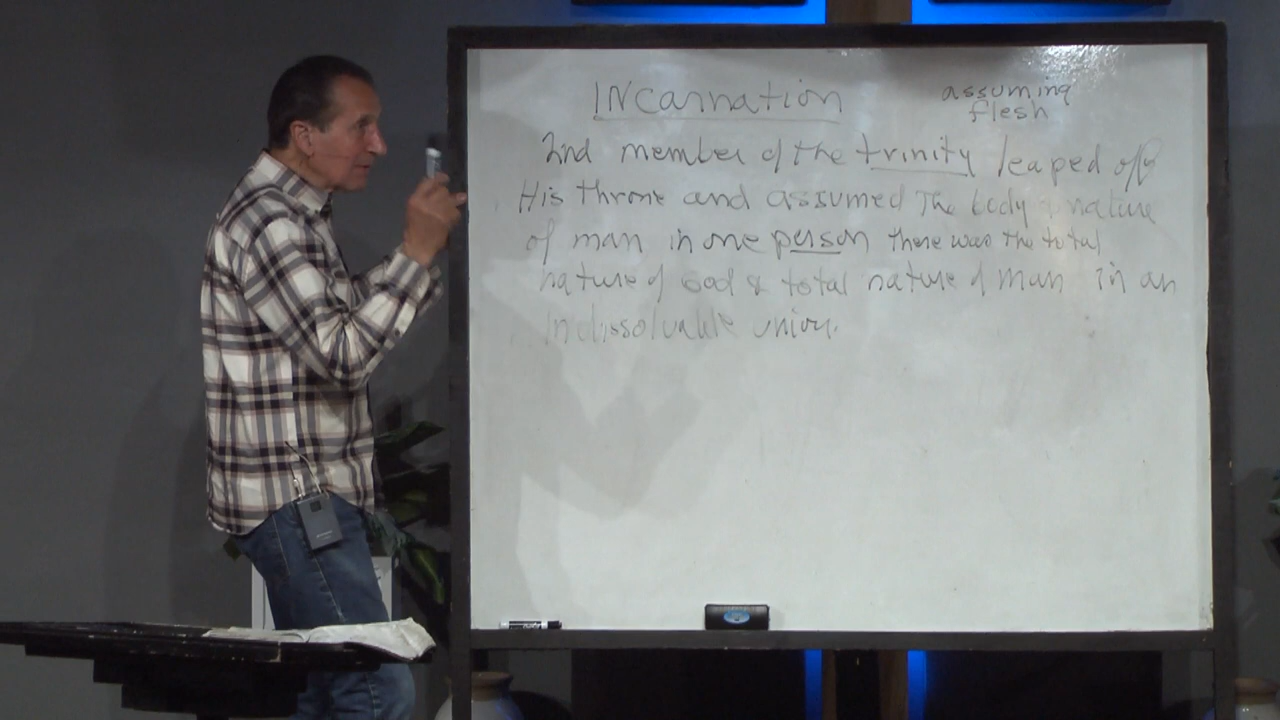 INcarnation
assuming
flesh
2nd member of the trinity leaped off
His throne and assumed The body & nature
of man in one person there was the total
nature of God & total nature of man in an
Indissoluable union.